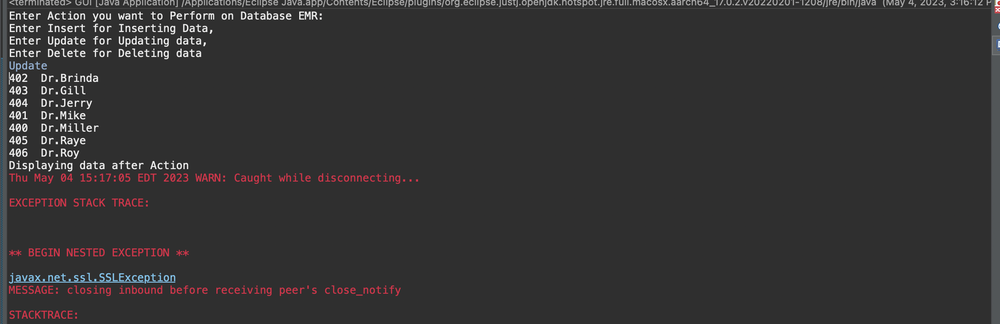 <terminated> GUI [Java Application] /Applications/Eclipse Java.app/Contents/Eclipse/plugins/org.eclipse.justj.openjdk.hotspot.jre.full.macosx.aarch64_17.0.2.v20220201-1208/jre/bin/java (May 4, 2023, 3:16:12 P
Enter Action you want to Perform on Database EMR:
Enter Insert for Inserting Data,
Enter Update for Updating data,
Enter Delete for Deleting data
Update
402  Dr.Brinda
403  Dr.Gill
404  Dr.Jerry
401  Dr.Mike
400  Dr.Miller
405  Dr.Raye
406  Dr.Roy
Displaying data after Action
Thu May 04 15:17:05 EDT 2023 WARN: Caught while disconnecting...
EXCEPTION STACK TRACE:
** BEGIN NESTED EXCEPTION **
javax.net.ssl.SSLException
MESSAGE: closing inbound before receiving peer's close_notify
STACKTRACE: